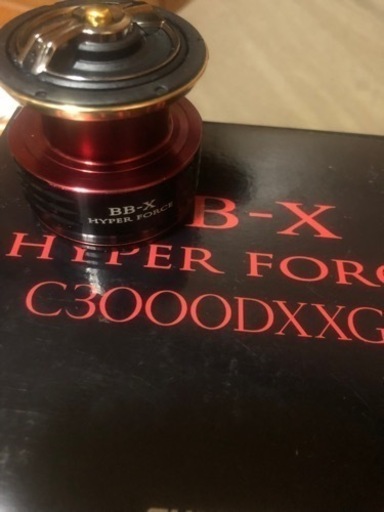 BB-X
HYPER FORCE
B-X
HYPER FORC
C3000DXXG